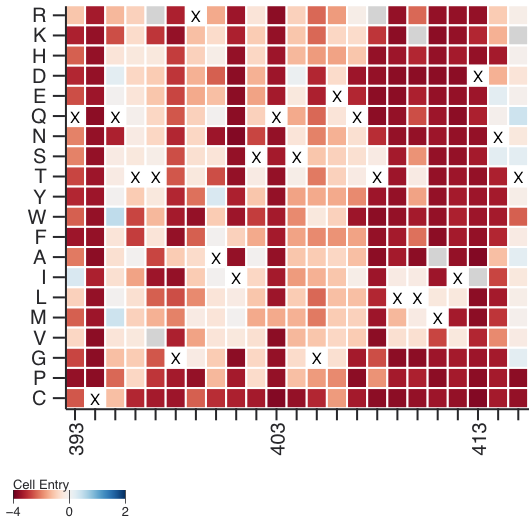 R X
K
H
D X
E X
Q X X X X
N X
S X X
T X X X X
Y
W
F
A X
I X X
L X X
M X
V
G X X
P
C X
393 403 413
Cell Entry
−4 0 2